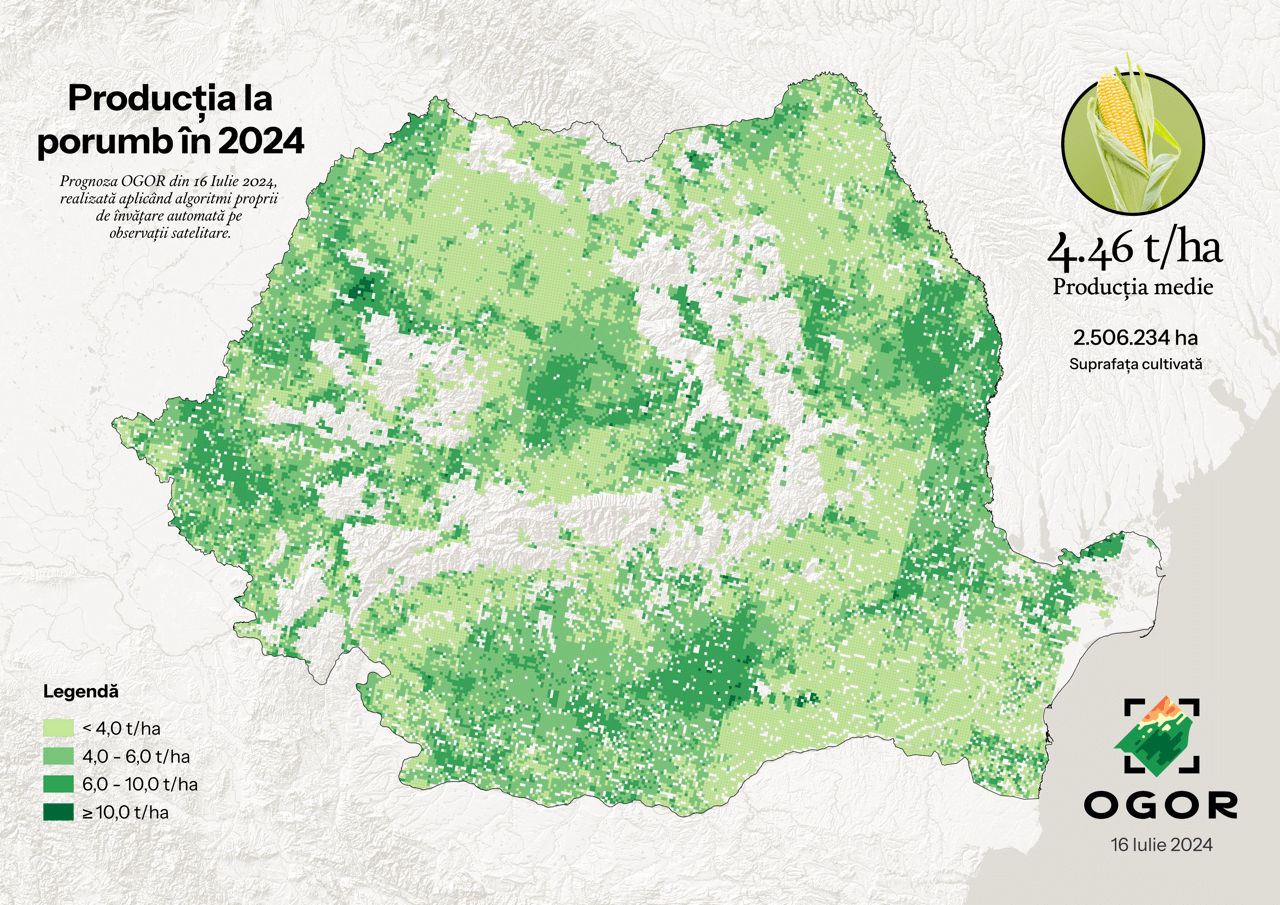 Producția la
porumb în 2024
Prognoza OGOR din 16 Iulie 2024,
realizată aplicând algoritmi proprii
de învățare automată pe
observații satelitare.
4.46 t/ha
Producția medie
2.506.234 ha
Suprafața cultivată
Legendă
< 4,0 t/ha
4,0 - 6,0 t/ha
6,0 - 10,0 t/ha
≥ 10,0 t/ha
OGOR
16 Iulie 2024